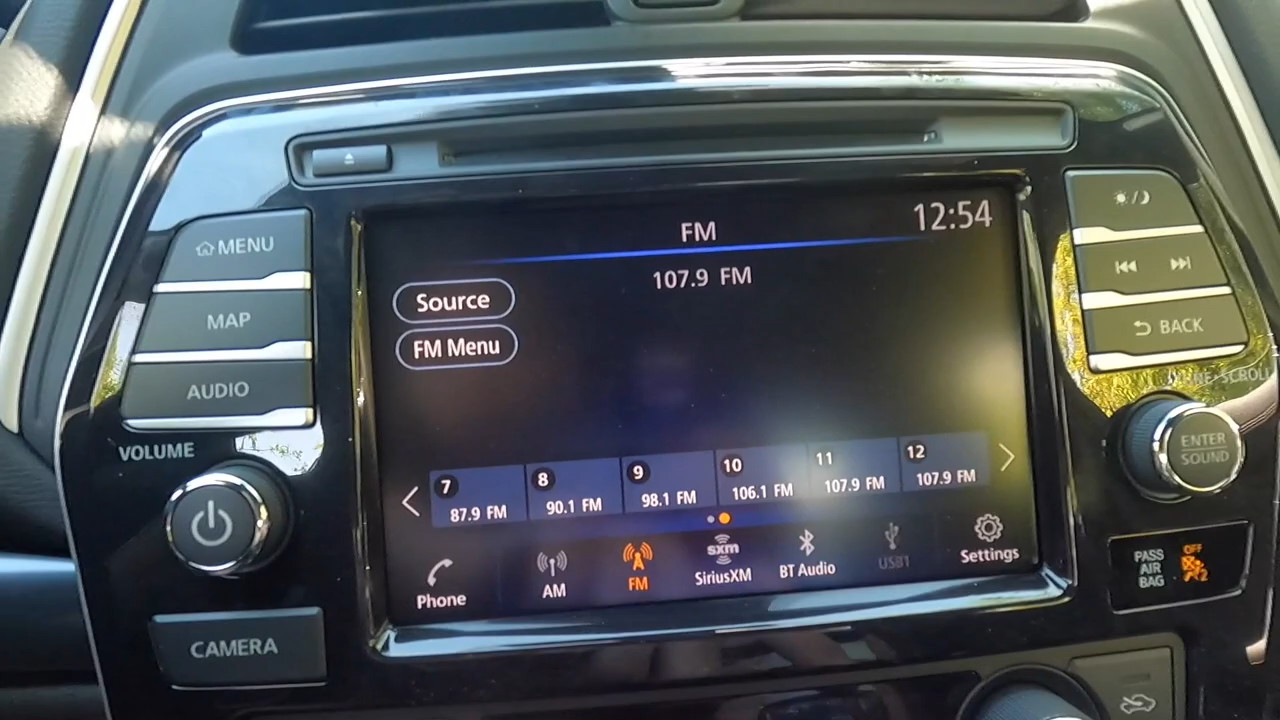 MENU
MAP
AUDIO
VOLUME
CAMERA
FM
12:54
107.9 FM
Source
FM Menu
7
87.9 FM
8
90.1 FM
9
98.1 FM
10
106.1 FM
11
107.9 FM
12
107.9 FM
Phone
AM
FM
sxm
SiriusXM
BT Audio
USB1
Settings
BACK
SCROLL
ENTER
SOUND
PASS
AIR
BAG
OFF
2